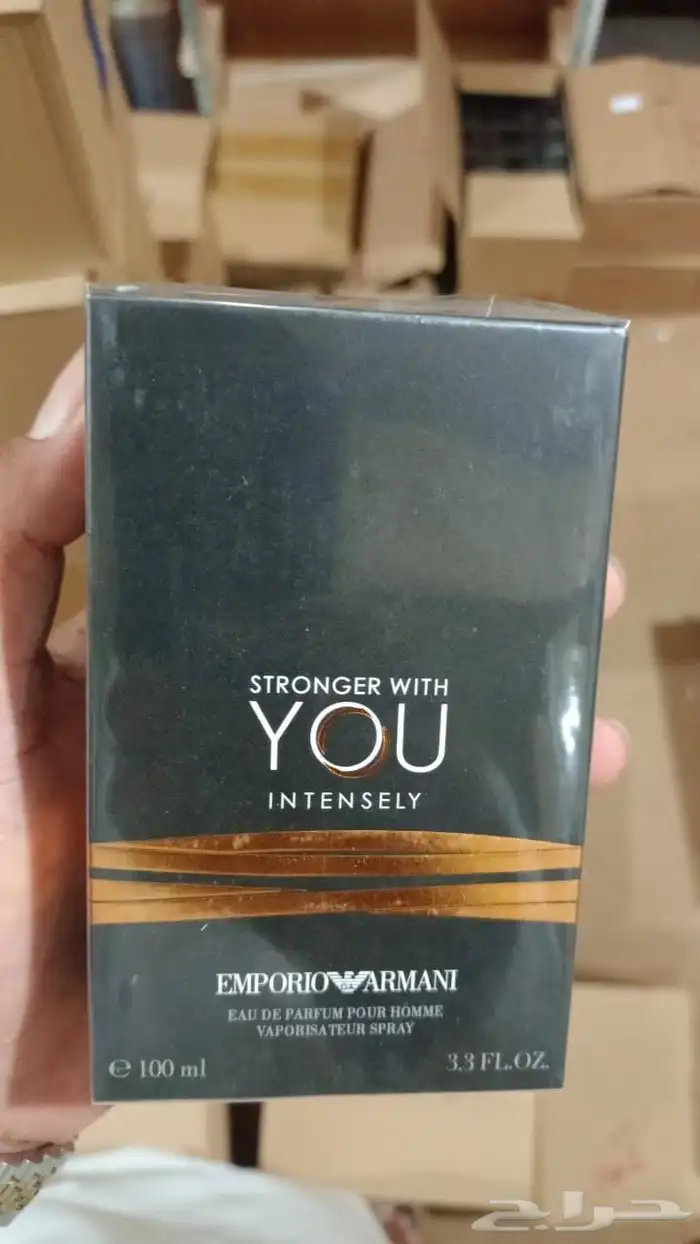 STRONGER WITH
YOU
INTENSELY
EMPORIO ARMANI
EAU DE PARFUM POUR HOMME
VAPORISATEUR SPRAY
℮ 100 ml
3.3 FL.OZ.
حراج